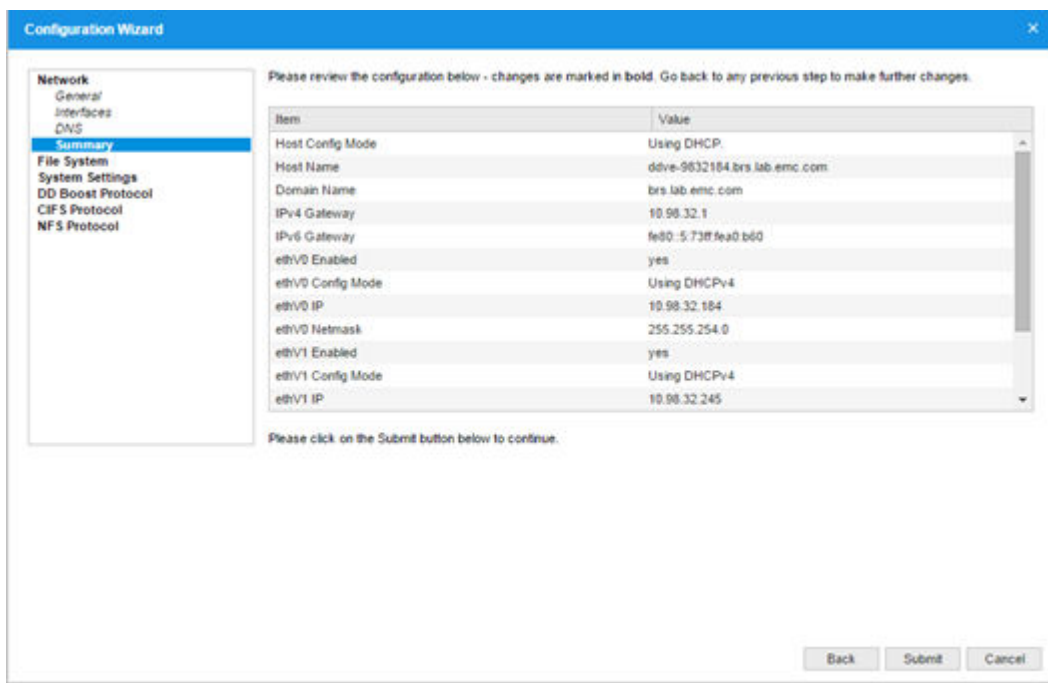 Configuration Wizard ×
Network
General
Interfaces
DNS
Summary
File System
System Settings
DD Boost Protocol
CIFS Protocol
NFS Protocol
Please review the configuration below - changes are marked in bold. Go back to any previous step to make further changes.
Item Value
Host Config Mode Using DHCP.
Host Name ddve-9832184.brs.lab.emc.com
Domain Name brs.lab.emc.com
IPv4 Gateway 10.98.32.1
IPv6 Gateway fe80::5:73ff:fea0:b60
ethV0 Enabled yes
ethV0 Config Mode Using DHCPv4
ethV0 IP 10.98.32.184
ethV0 Netmask 255.255.254.0
ethV1 Enabled yes
ethV1 Config Mode Using DHCPv4
ethV1 IP 10.98.32.245
Please click on the Submit button below to continue.
Back Submit Cancel